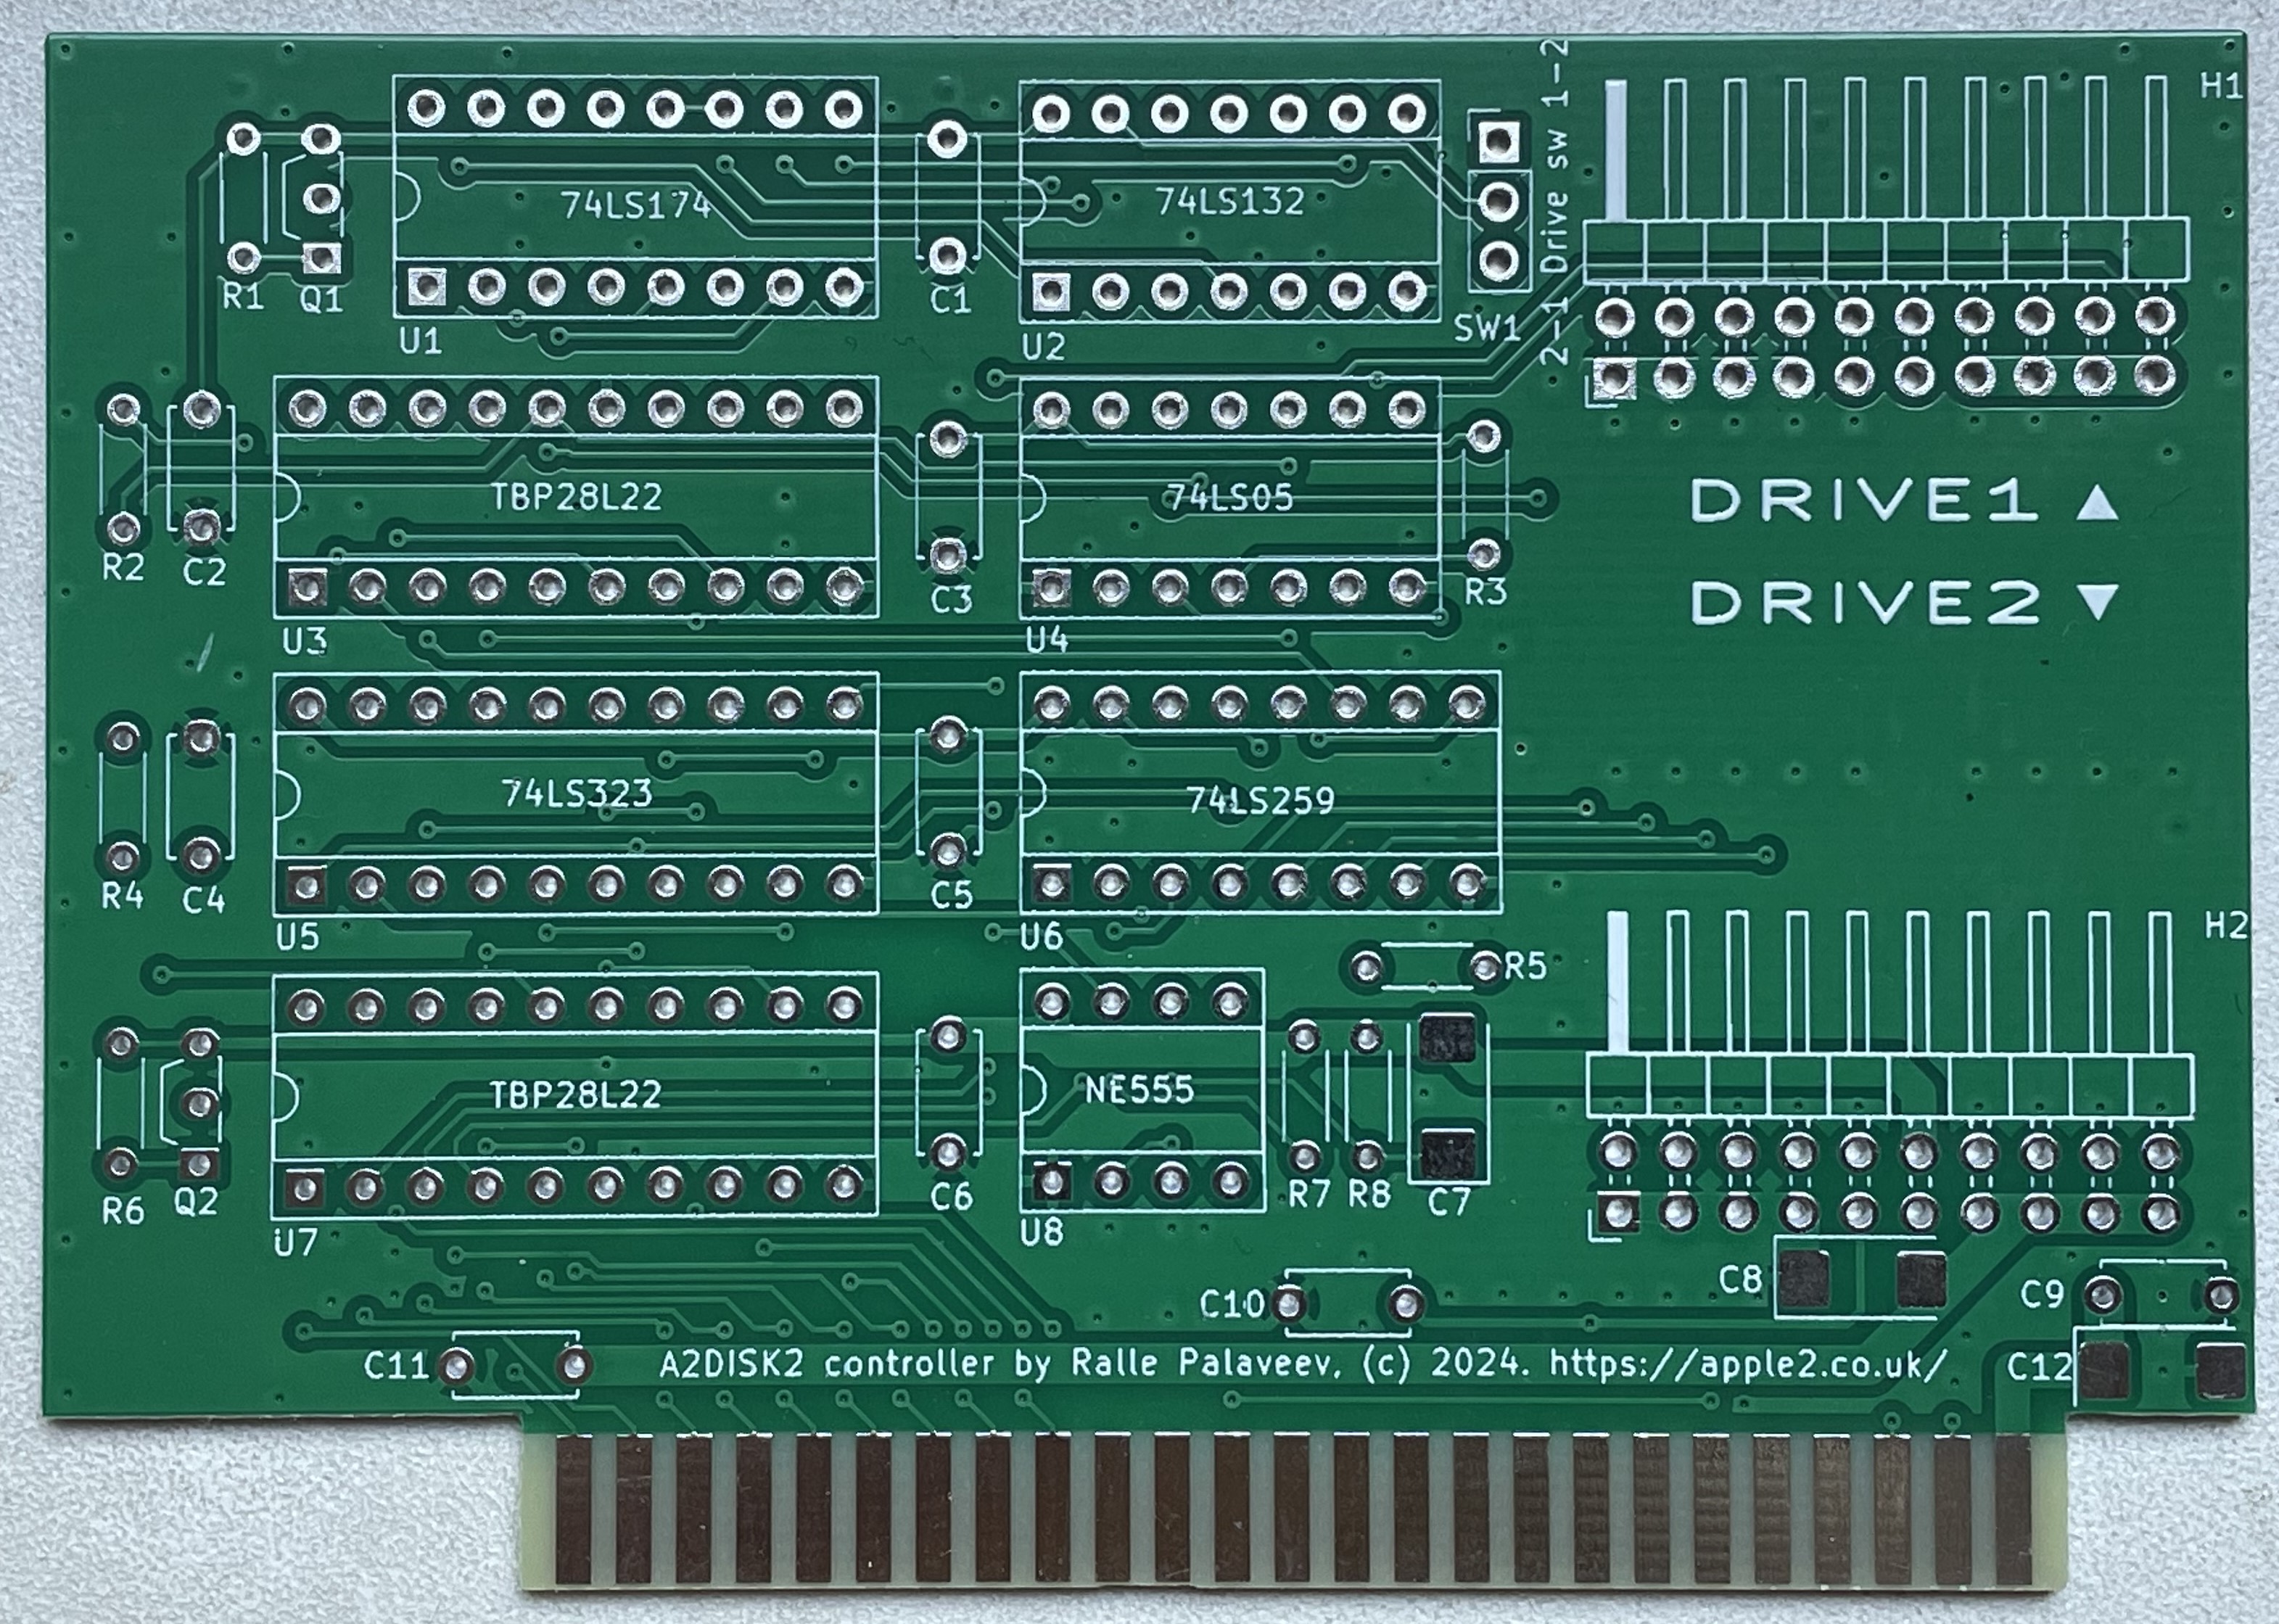 H1
2-1 Drive sw 1-2
74LS174
74LS132
R1
Q1
C1
U1
U2
SW1
TBP28L22
74LS05
DRIVE1 ▲
R2
C2
C3
R3
DRIVE2 ▼
U3
U4
74LS323
74LS259
R4
C4
C5
U5
U6
H2
R5
TBP28L22
NE555
R6
Q2
C6
R7
R8
C7
U7
U8
C8
C10
C9
C11
A2DISK2 controller by Ralle Palaveev, (c) 2024. https://apple2.co.uk/
C12